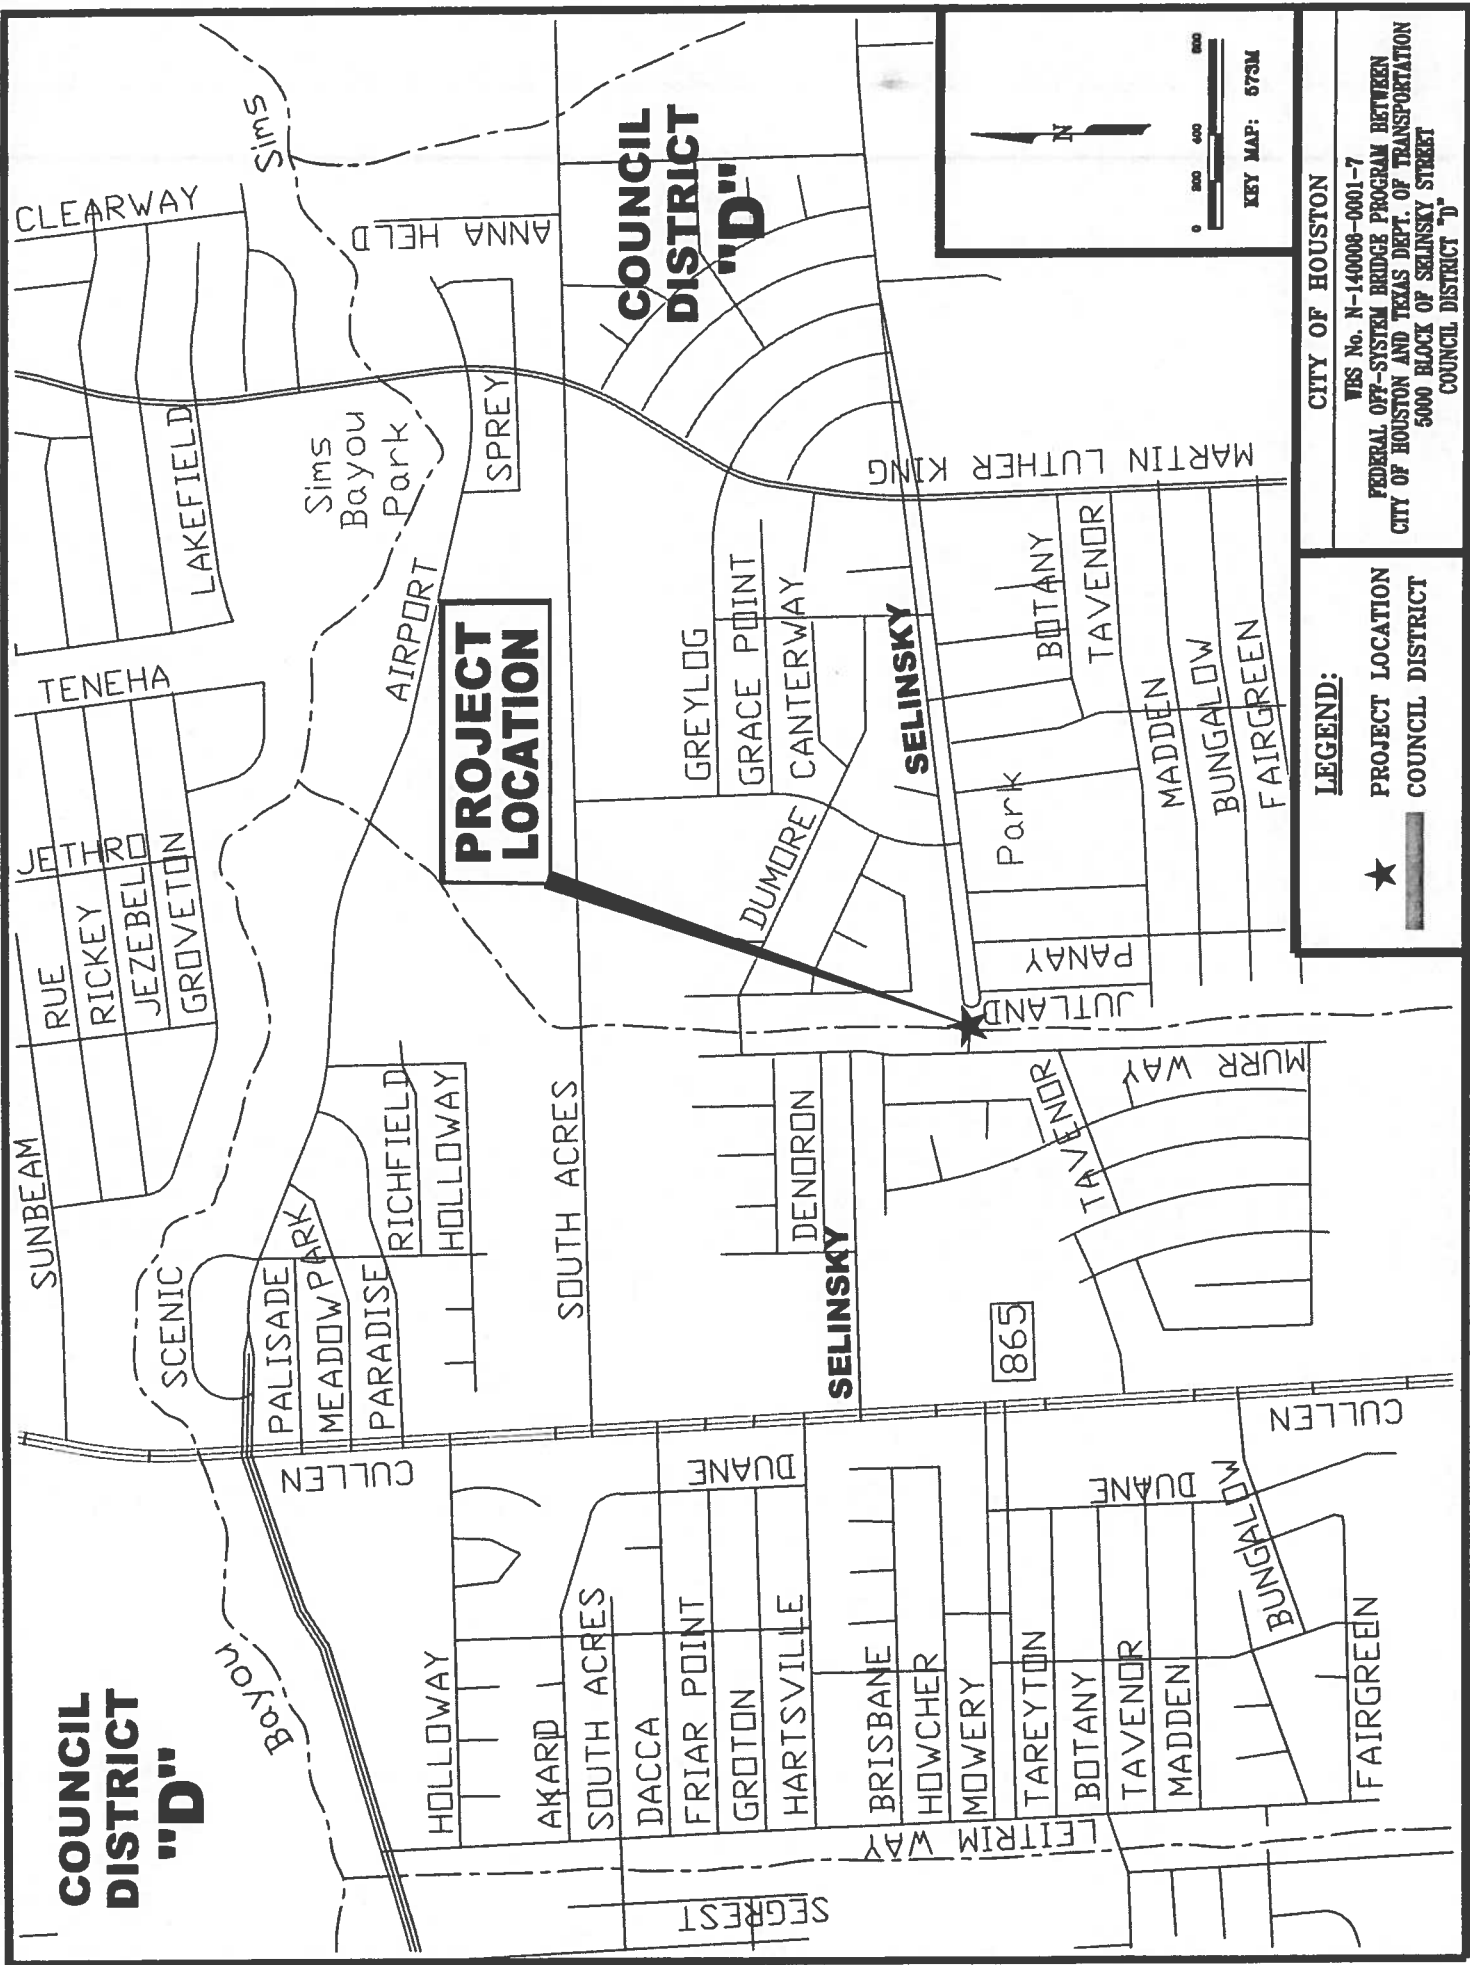 COUNCIL
DISTRICT
"D"
Bayou
SUNBEAM
SCENIC
RUE
RICKEY
JEZEBEL
GROVETON
JETHRO
TENEHA
LAKEFIELD
CLEARWAY
Sims
Sims
Bayou
Park
ANNA HELD
SPREY
AIRPORT
PALISADE
MEADOW PARK
PARADISE
RICHFIELD
HOLLOWAY
CULLEN
SOUTH ACRES
PROJECT
LOCATION
COUNCIL
DISTRICT
"D"
HOLLOWAY
AKARD
SOUTH ACRES
DACCA
FRIAR POINT
GROTON
HARTSVILLE
DUANE
SEGREST
LEITRIM WAY
BRISBANE
HOWCHER
MOWERY
TAREYTON
BOTANY
TAVENOR
MADDEN
DUANE
BUNGALOW
FAIRGREEN
CULLEN
865
DENDRON
SELINSKY
TAVENOR
MURR WAY
JUTLAND
PANAY
DUMORE
GREYLOG
GRACE POINT
CANTERWAY
SELINSKY
Park
BOTANY
TAVENOR
MADDEN
BUNGALOW
FAIRGREEN
MARTIN LUTHER KING
N
0 200 400 800
KEY MAP: 573M
LEGEND:
PROJECT LOCATION
COUNCIL DISTRICT
CITY OF HOUSTON
WBS No. N-140008-0001-7
FEDERAL OFF-SYSTEM BRIDGE PROGRAM BETWEEN
CITY OF HOUSTON AND TEXAS DEPT. OF TRANSPORTATION
5000 BLOCK OF SELINSKY STREET
COUNCIL DISTRICT "D"